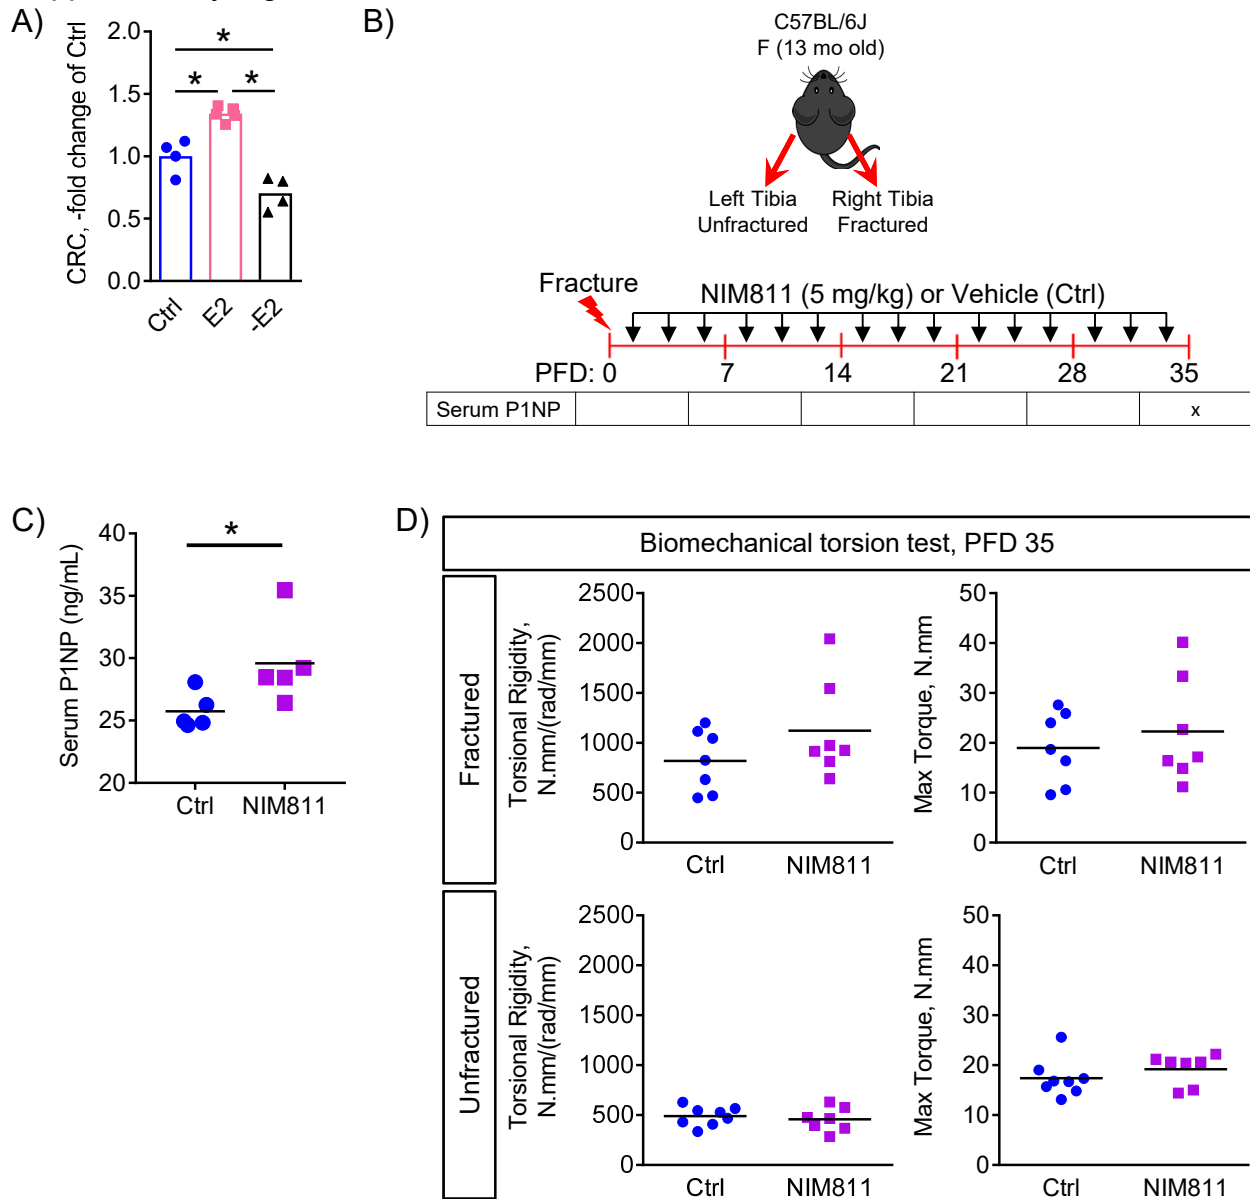 A)
2.0
1.5
1.0
0.5
0.0
CRC, -fold change of Ctrl
*
* *
Ctrl E2 -E2
B)
C57BL/6J
F (13 mo old)
Left Tibia
Unfractured
Right Tibia
Fractured
Fracture
NIM811 (5 mg/kg) or Vehicle (Ctrl)
PFD: 0 7 14 21 28 35
Serum P1NP x
C)
40
35
30
25
20
Serum P1NP (ng/mL)
*
Ctrl NIM811
D)
Biomechanical torsion test, PFD 35
Fractured
Torsional Rigidity,
N.mm/(rad/mm)
2500
2000
1500
1000
500
0
Ctrl NIM811
Max Torque, N.mm
50
40
30
20
10
0
Ctrl NIM811
Unfractured
Torsional Rigidity,
N.mm/(rad/mm)
2500
2000
1500
1000
500
0
Ctrl NIM811
Max Torque, N.mm
50
40
30
20
10
0
Ctrl NIM811